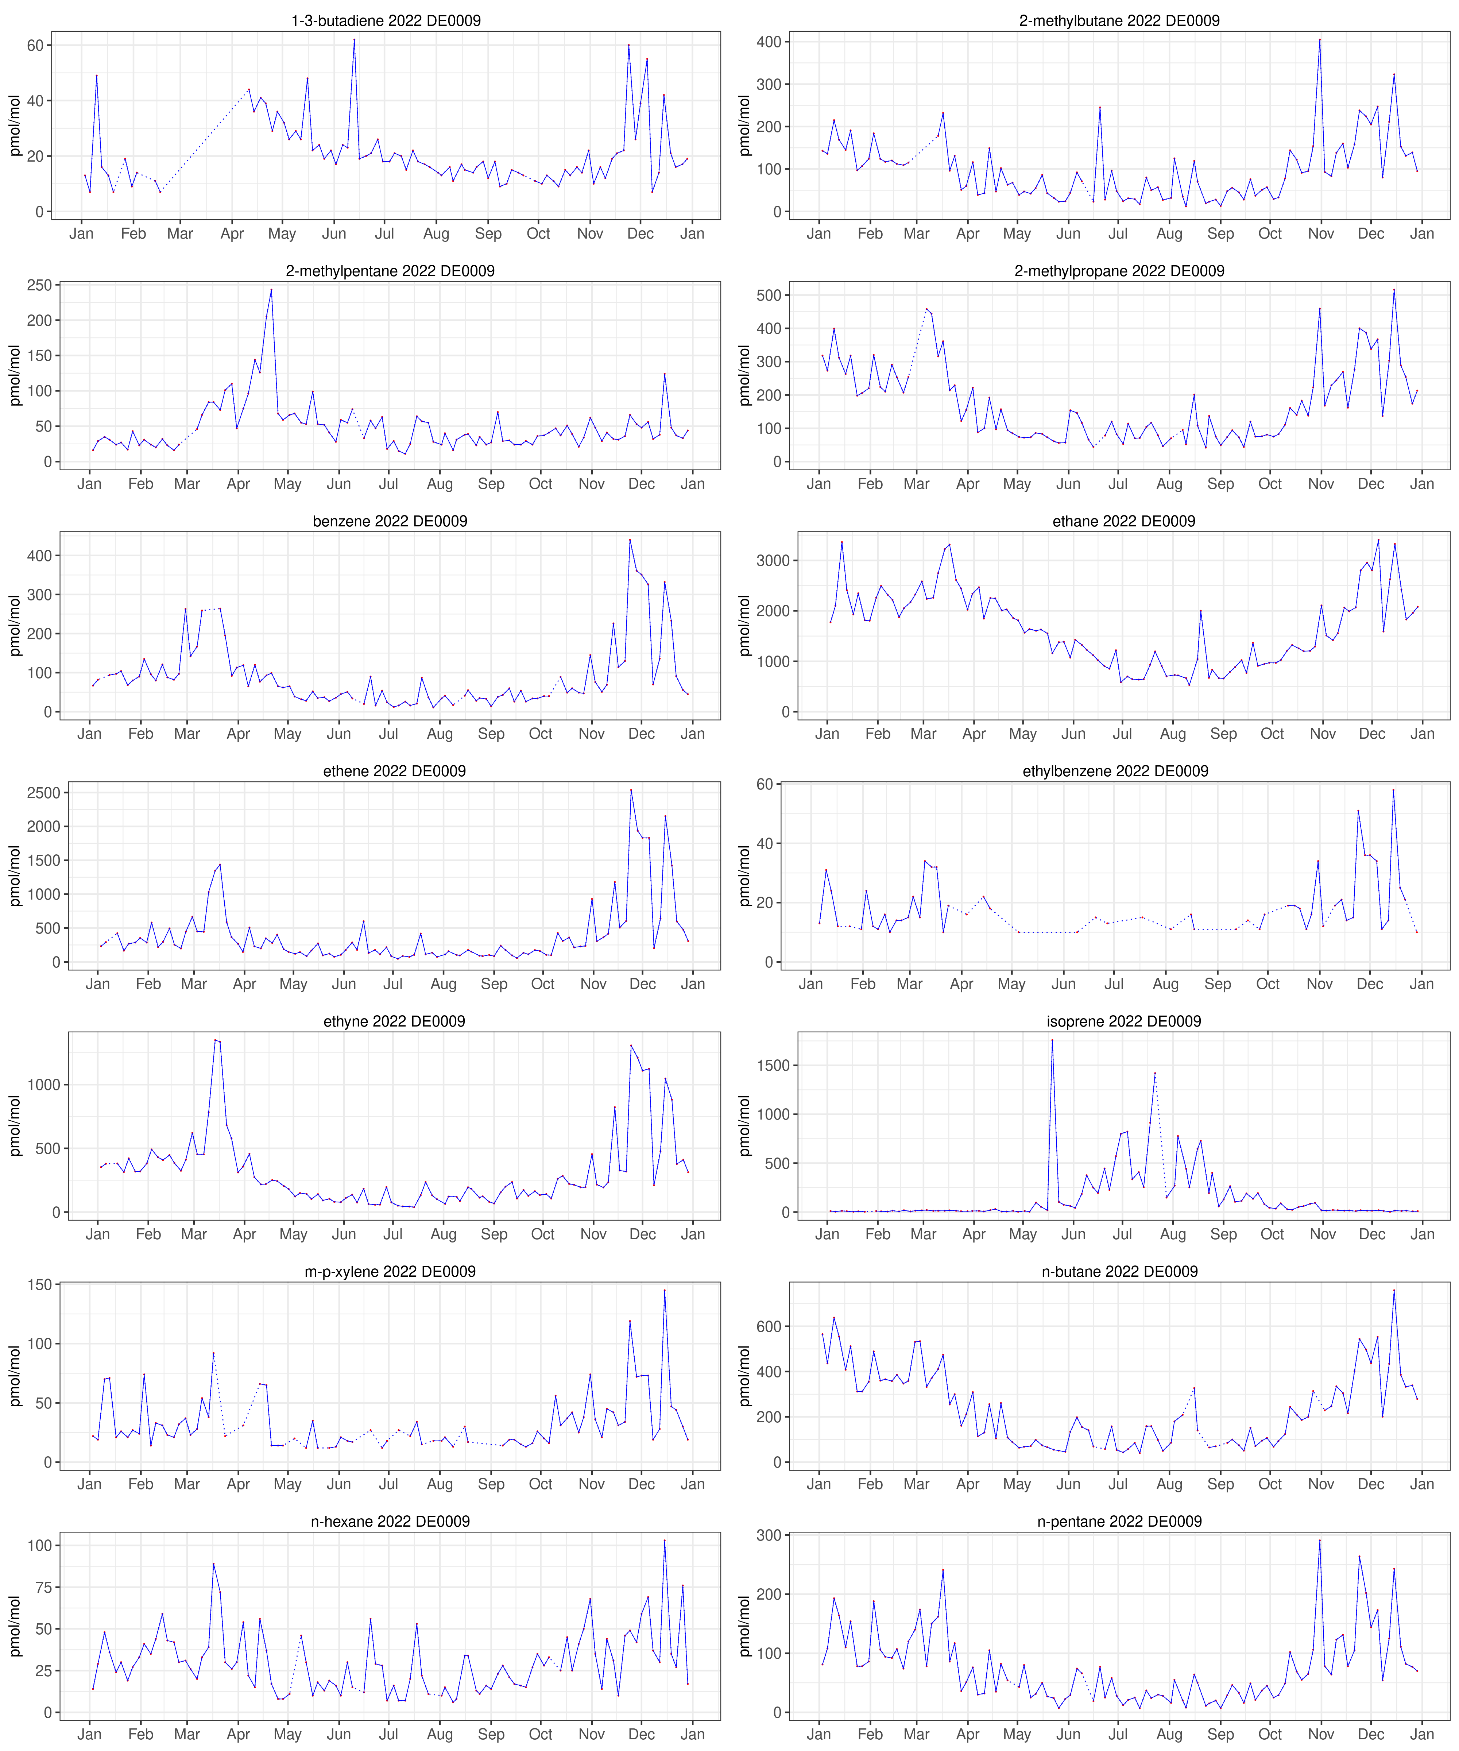 1-3-butadiene 2022 DE0009
pmol/mol
60
40
20
0
Jan Feb Mar Apr May Jun Jul Aug Sep Oct Nov Dec Jan
2-methylbutane 2022 DE0009
pmol/mol
400
300
200
100
0
Jan Feb Mar Apr May Jun Jul Aug Sep Oct Nov Dec Jan
2-methylpentane 2022 DE0009
pmol/mol
250
200
150
100
50
0
Jan Feb Mar Apr May Jun Jul Aug Sep Oct Nov Dec Jan
2-methylpropane 2022 DE0009
pmol/mol
500
400
300
200
100
0
Jan Feb Mar Apr May Jun Jul Aug Sep Oct Nov Dec Jan
benzene 2022 DE0009
pmol/mol
400
300
200
100
0
Jan Feb Mar Apr May Jun Jul Aug Sep Oct Nov Dec Jan
ethane 2022 DE0009
pmol/mol
3000
2000
1000
0
Jan Feb Mar Apr May Jun Jul Aug Sep Oct Nov Dec Jan
ethene 2022 DE0009
pmol/mol
2500
2000
1500
1000
500
0
Jan Feb Mar Apr May Jun Jul Aug Sep Oct Nov Dec Jan
ethylbenzene 2022 DE0009
pmol/mol
60
40
20
0
Jan Feb Mar Apr May Jun Jul Aug Sep Oct Nov Dec Jan
ethyne 2022 DE0009
pmol/mol
1000
500
0
Jan Feb Mar Apr May Jun Jul Aug Sep Oct Nov Dec Jan
isoprene 2022 DE0009
pmol/mol
1500
1000
500
0
Jan Feb Mar Apr May Jun Jul Aug Sep Oct Nov Dec Jan
m-p-xylene 2022 DE0009
pmol/mol
150
100
50
0
Jan Feb Mar Apr May Jun Jul Aug Sep Oct Nov Dec Jan
n-butane 2022 DE0009
pmol/mol
600
400
200
0
Jan Feb Mar Apr May Jun Jul Aug Sep Oct Nov Dec Jan
n-hexane 2022 DE0009
pmol/mol
100
75
50
25
0
Jan Feb Mar Apr May Jun Jul Aug Sep Oct Nov Dec Jan
n-pentane 2022 DE0009
pmol/mol
300
200
100
0
Jan Feb Mar Apr May Jun Jul Aug Sep Oct Nov Dec Jan